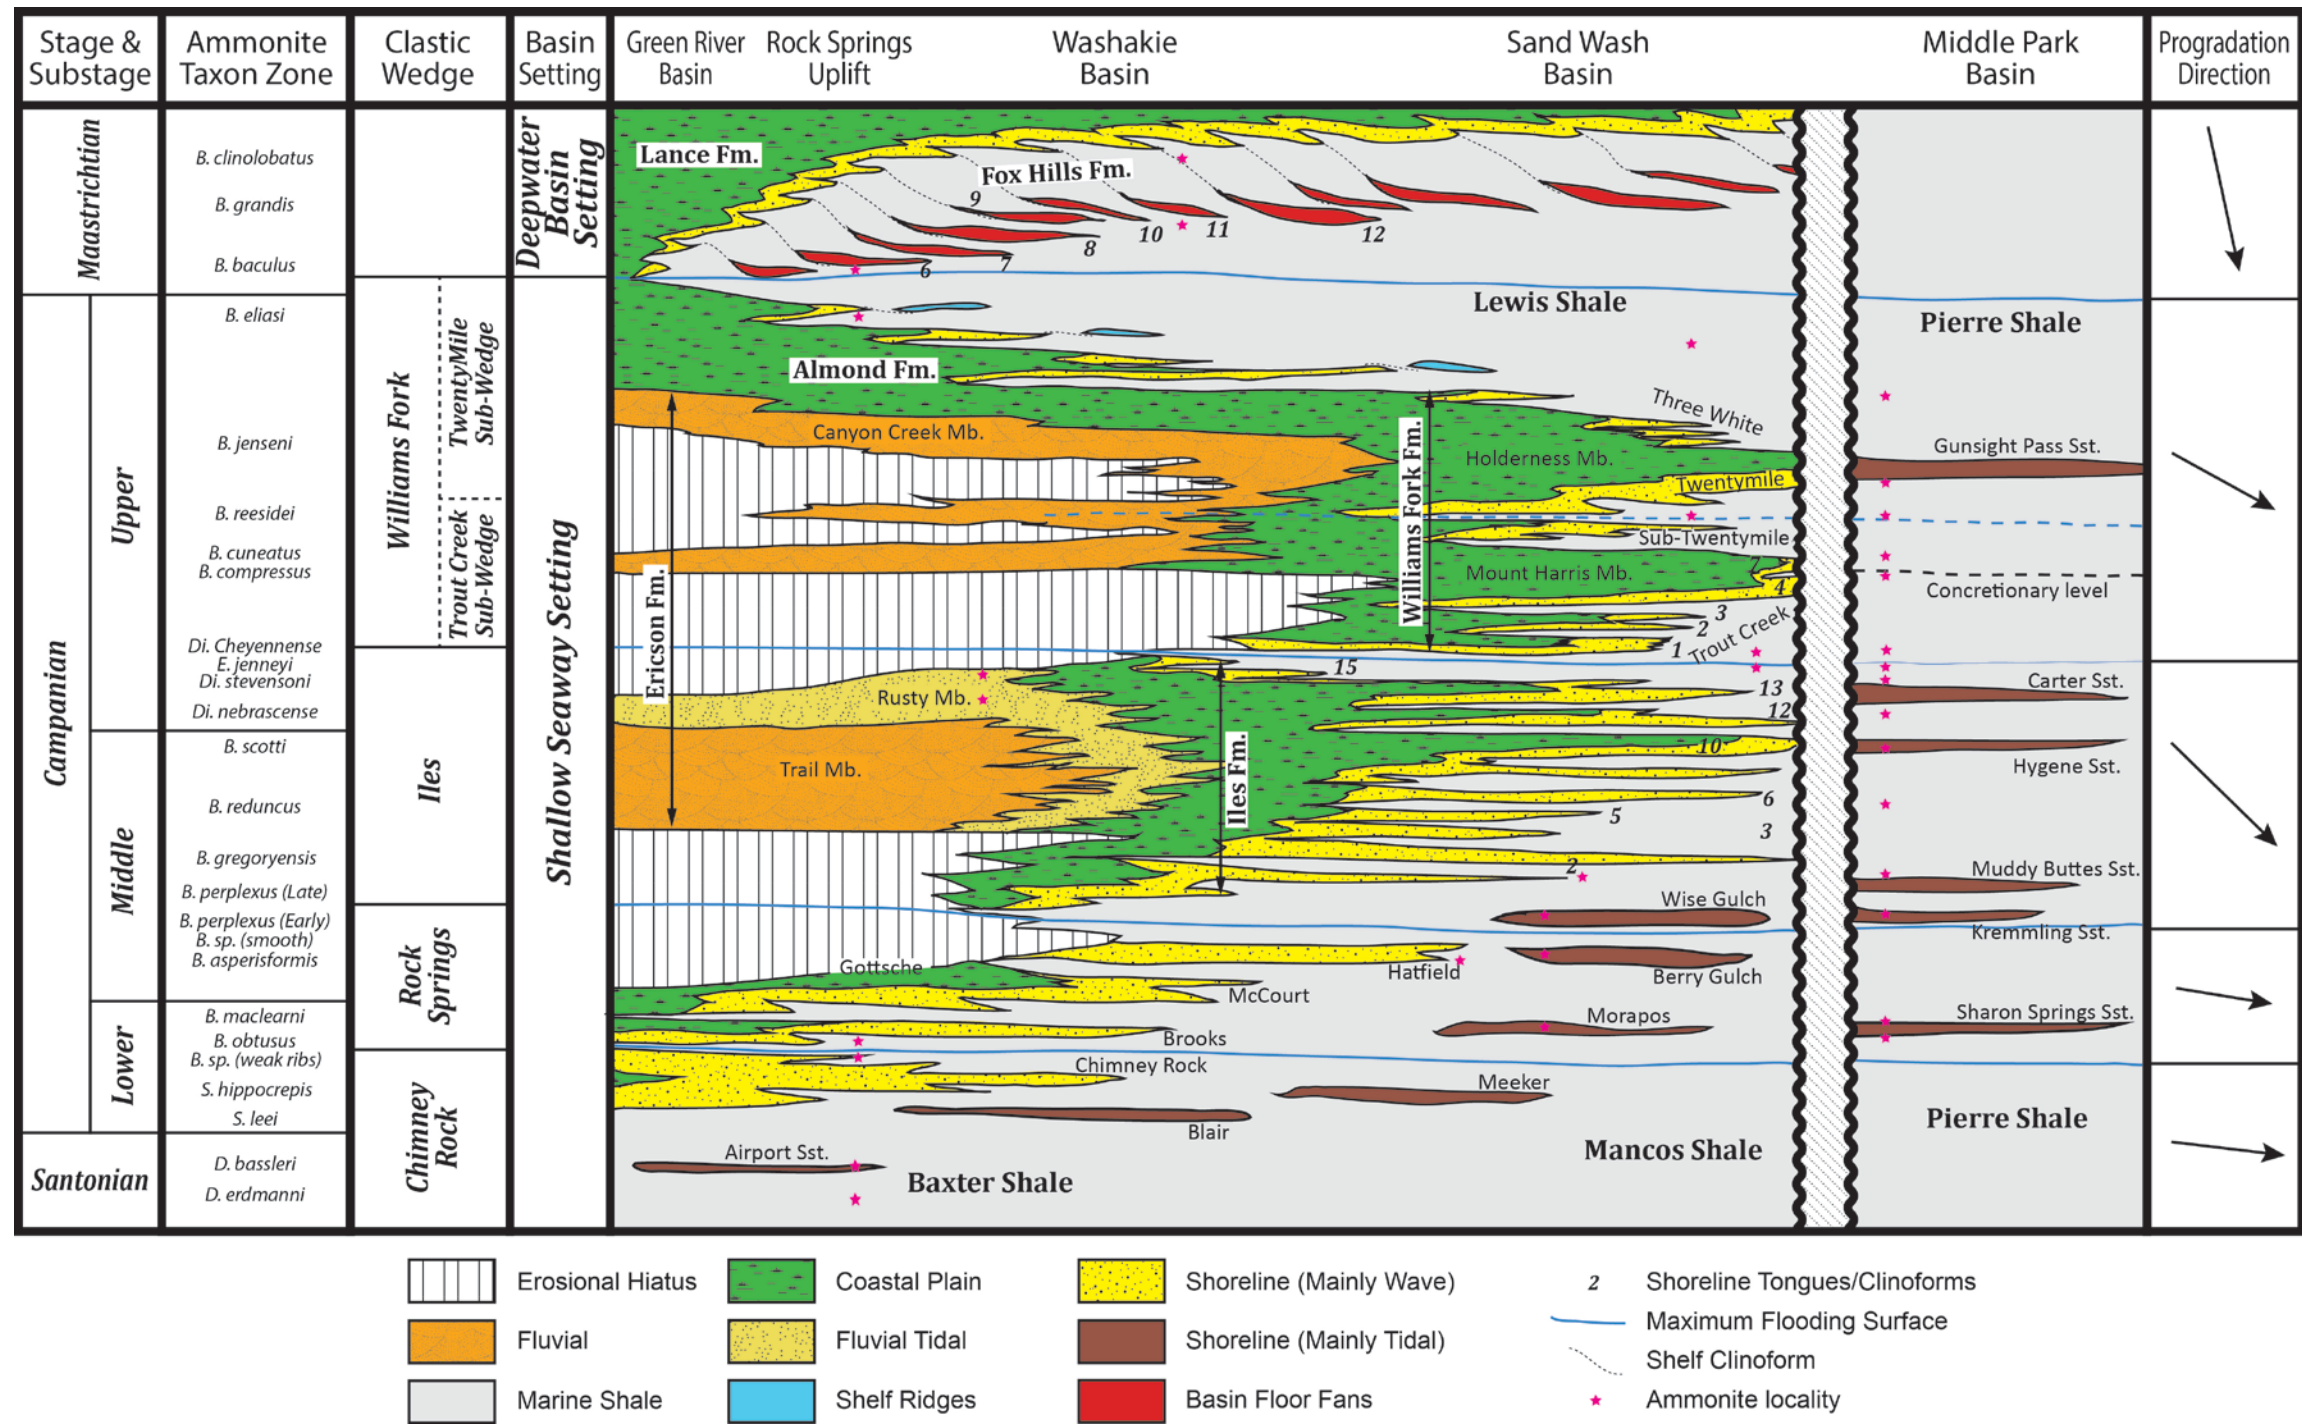 Stage &
Substage
Ammonite
Taxon Zone
Clastic
Wedge
Basin
Setting
Green River
Basin
Rock Springs
Uplift
Washakie
Basin
Sand Wash
Basin
Middle Park
Basin
Progradation
Direction
Maastrichtian
Campanian
Upper
Middle
Lower
Santonian
B. clinolobatus
B. grandis
B. baculus
B. eliasi
B. jenseni
B. reesidei
B. cuneatus
B. compressus
Di. Cheyennense
E. jenneyi
Di. stevensoni
Di. nebrascense
B. scotti
B. reduncus
B. gregoryensis
B. perplexus (Late)
B. perplexus (Early)
B. sp. (smooth)
B. asperisformis
B. maclearni
B. obtusus
B. sp. (weak ribs)
S. hippocrepis
S. leei
D. bassleri
D. erdmanni
Williams Fork
TwentyMile
Sub-Wedge
Trout Creek
Sub-Wedge
Iles
Rock
Springs
Chimney
Rock
Deepwater
Basin
Setting
Shallow Seaway Setting
Lance Fm.
Fox Hills Fm.
9
10
11
12
8
7
6
Lewis Shale
Pierre Shale
Almond Fm.
Three White
Canyon Creek Mb.
Gunsight Pass Sst.
Holderness Mb.
Twentymile
Williams Fork Fm.
Sub-Twentymile
Mount Harris Mb.
7
4
Concretionary level
Ericson Fm.
3
2
1
Trout Creek
15
Rusty Mb.
13
Carter Sst.
12
10
Trail Mb.
Hygene Sst.
Iles Fm.
6
5
3
2
Muddy Buttes Sst.
Wise Gulch
Kremmling Sst.
Gottsche
Hatfield
Berry Gulch
McCourt
Morapos
Sharon Springs Sst.
Brooks
Chimney Rock
Meeker
Blair
Pierre Shale
Airport Sst.
Mancos Shale
Baxter Shale
Erosional Hiatus
Coastal Plain
Shoreline (Mainly Wave)
2 Shoreline Tongues/Clinoforms
Maximum Flooding Surface
Fluvial
Fluvial Tidal
Shoreline (Mainly Tidal)
Shelf Clinoform
Marine Shale
Shelf Ridges
Basin Floor Fans
Ammonite locality